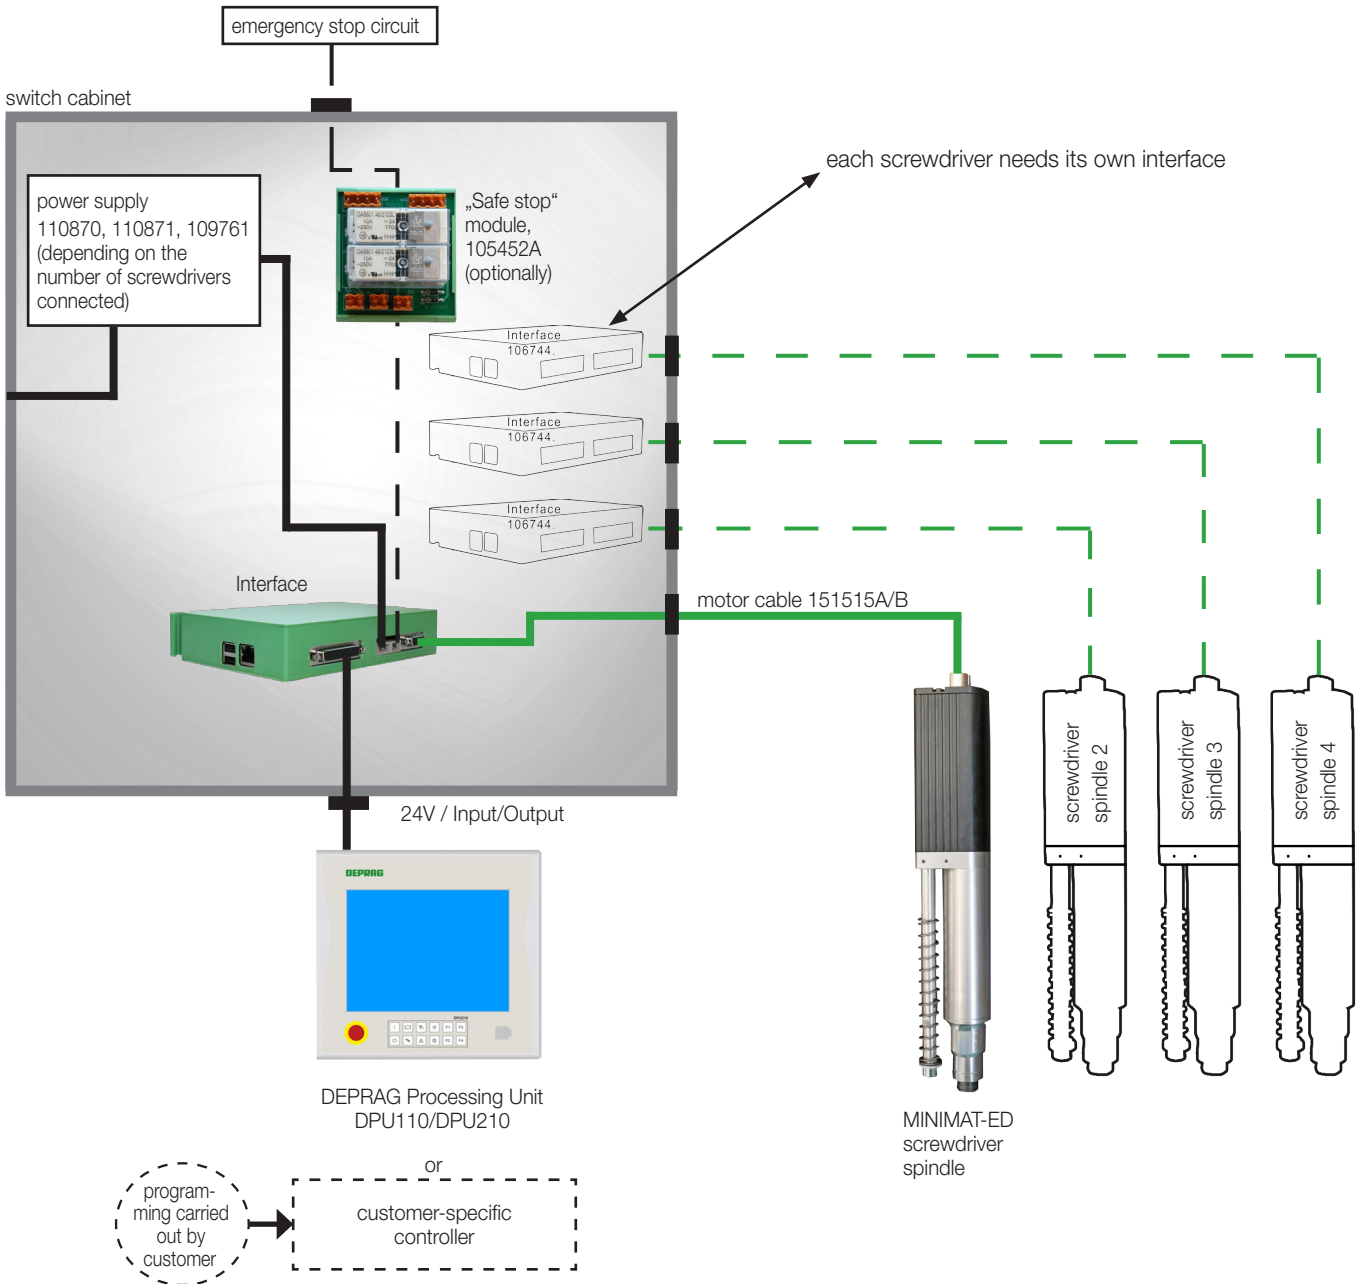 emergency stop circuit
switch cabinet
each screwdriver needs its own interface
power supply
110870, 110871, 109761
(depending on the
number of screwdrivers
connected)
„Safe stop“
module,
105452A
(optionally)
Interface
106744.
Interface
106744.
Interface
106744.
Interface
motor cable 151515A/B
screwdriver
spindle 2
screwdriver
spindle 3
screwdriver
spindle 4
24V / Input/Output
DEPRAG
DPU210
DEPRAG Processing Unit
DPU110/DPU210
MINIMAT-ED
screwdriver
spindle
or
program-
ming carried
out by
customer
customer-specific
controller